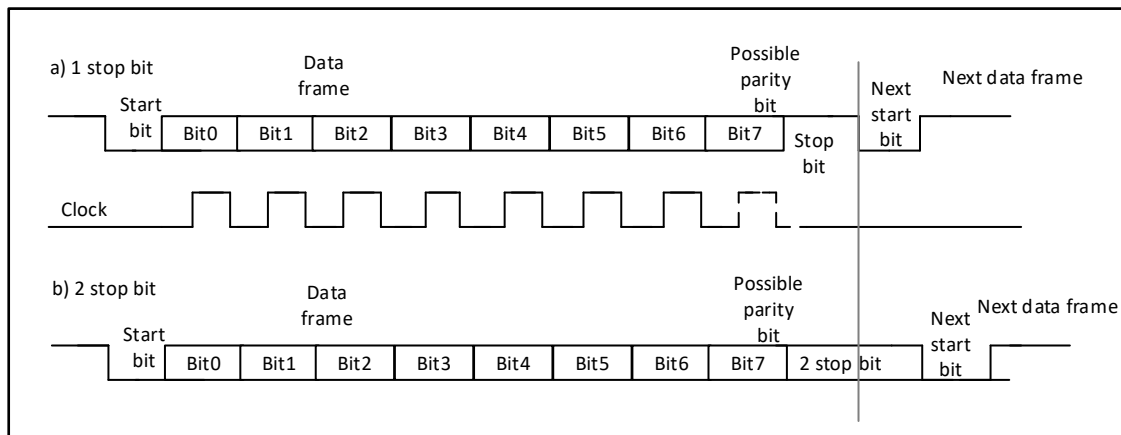 a) 1 stop bit
Data
frame
Possible
parity
bit
Next data frame
Start
bit
Next
start
bit
Bit0 Bit1 Bit2 Bit3 Bit4 Bit5 Bit6 Bit7
Stop
bit
Clock
b) 2 stop bit
Data
frame
Possible
parity
bit
Next data frame
Start
bit
Next
start
bit
Bit0 Bit1 Bit2 Bit3 Bit4 Bit5 Bit6 Bit7 2 stop bit